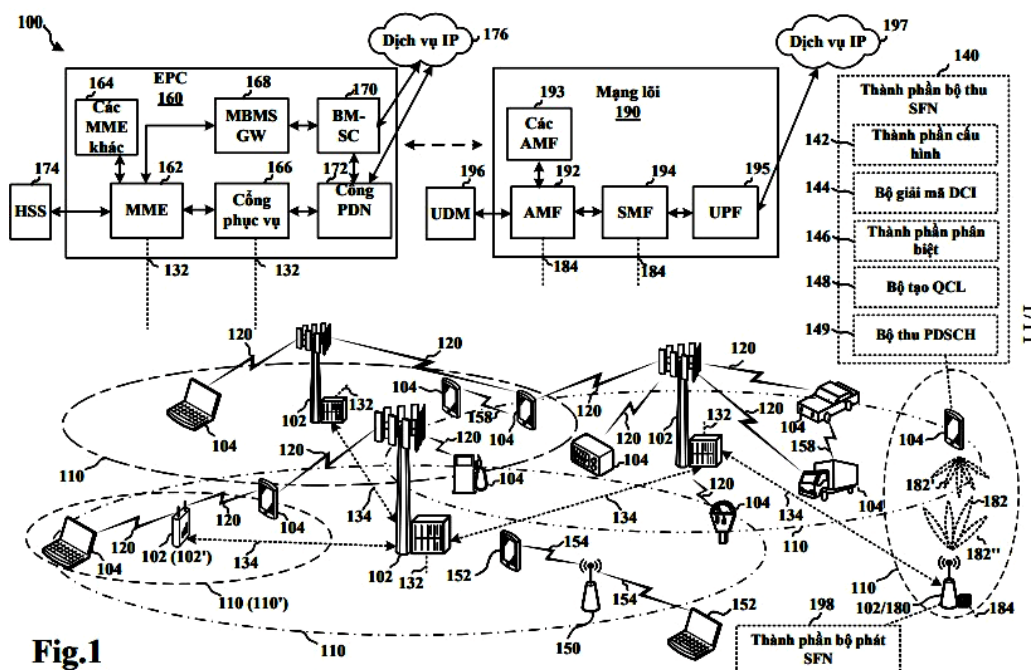 100
Dịch vụ IP
176
EPC
160
164
Các
MME
khác
168
MBMS
GW
170
BM-
SC
174
HSS
162
MME
166
Cổng
phục vụ
172
Cổng
PDN
132
132
Dịch vụ IP
197
Mạng lõi
190
193
Các
AMF
196
UDM
192
AMF
194
SMF
195
UPF
184
184
140
Thành phần bộ thu
SFN
142
Thành phần cấu
hình
144
Bộ giải mã DCI
146
Thành phần phân
biệt
148
Bộ tạo QCL
149
Bộ thu PDSCH
1/11
120
120
104
102
132
104
158
104
120
110
120
120
104
120
102
132
120
120
104
158
104
104
182'
182
182''
104
120
102 (102')
120
104
134
134
102
132
104
120
134
120
104
134
110
110
102/180
184
110 (110')
110
152
154
150
154
152
198
Thành phần bộ phát
SFN
Fig.1